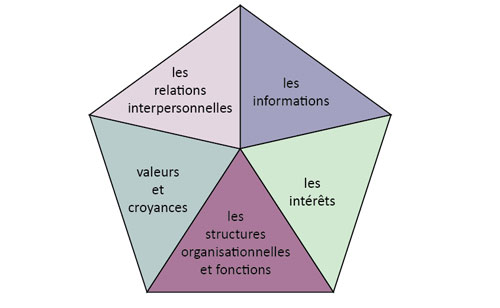 les
relations
interpersonnelles
les
informations
valeurs
et
croyances
les
intérêts
les
structures
organisationnelles
et fonctions